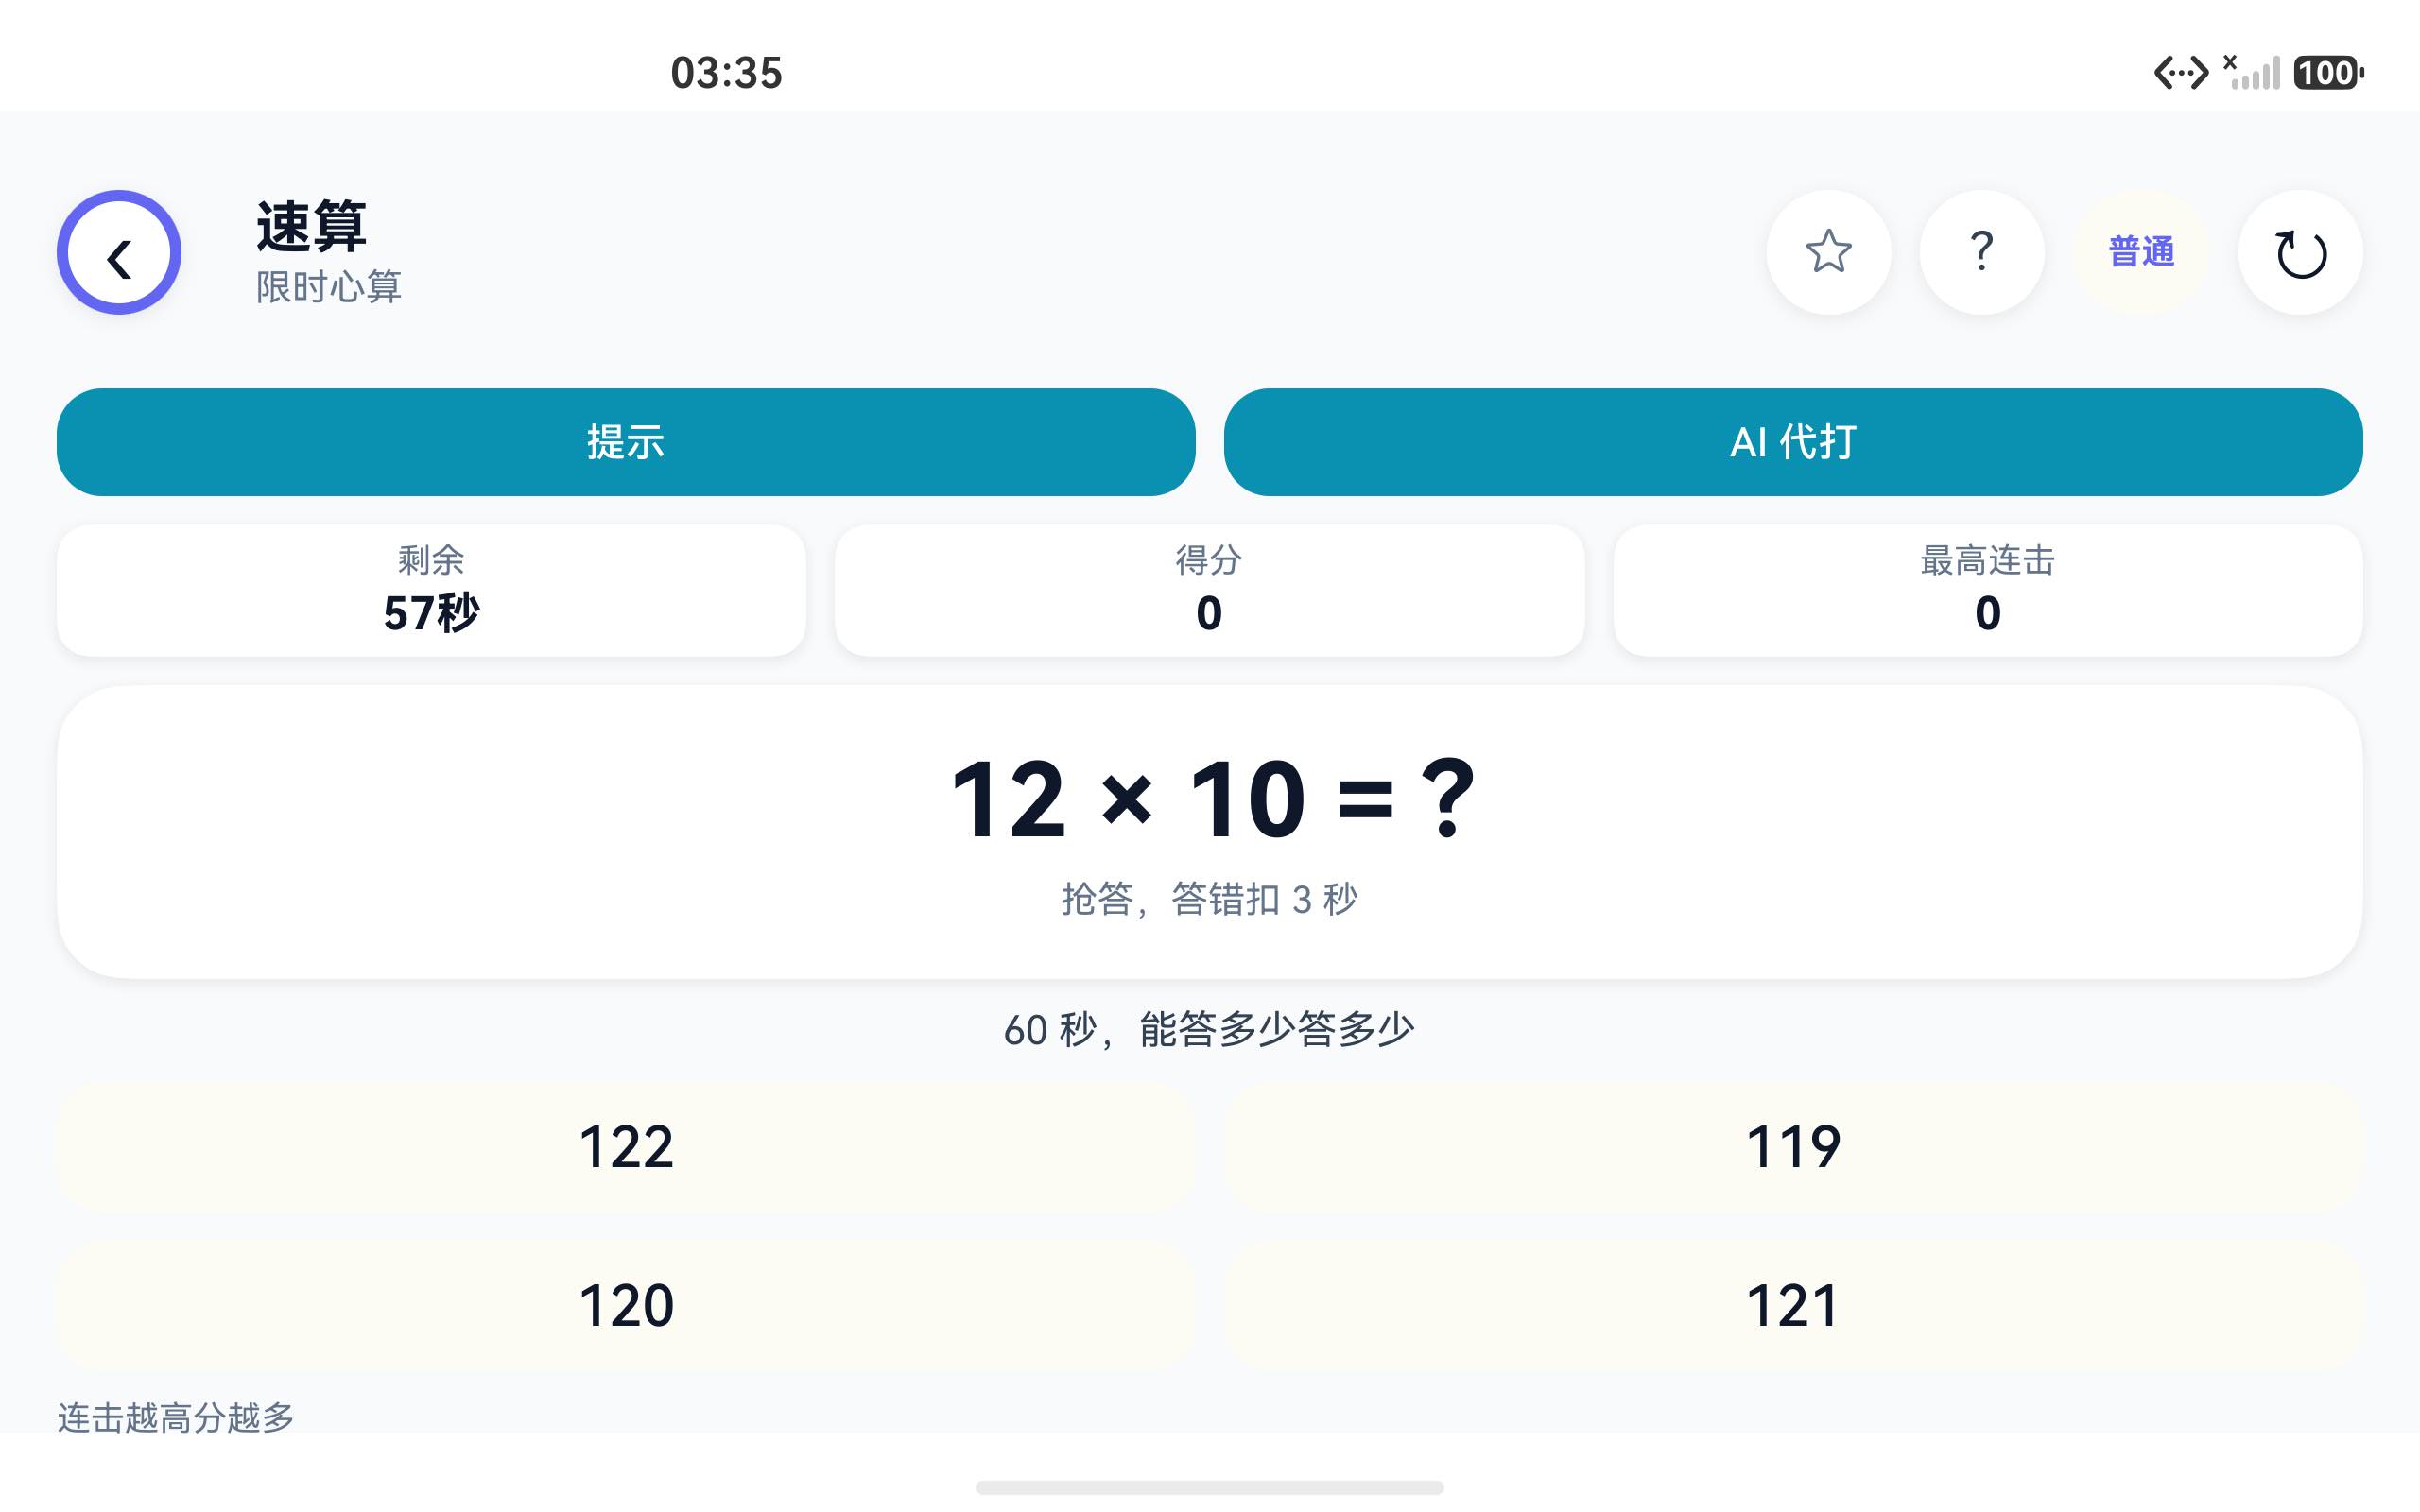 03:35
100
速算
限时心算
?
普通
提示
AI 代打
剩余
57秒
得分
0
最高连击
0
12 × 10 = ?
抢答，答错扣 3 秒
60 秒，能答多少答多少
122
119
120
121
连击越高分越多